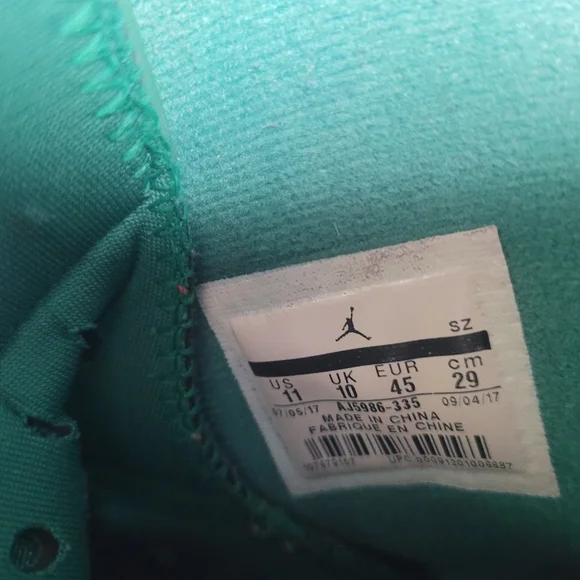 SZ
US UK EUR cm
11 10 45 29
07/05/17 AJ5986-335 09/04/17
MADE IN CHINA
FABRIQUE EN CHINE
UPC